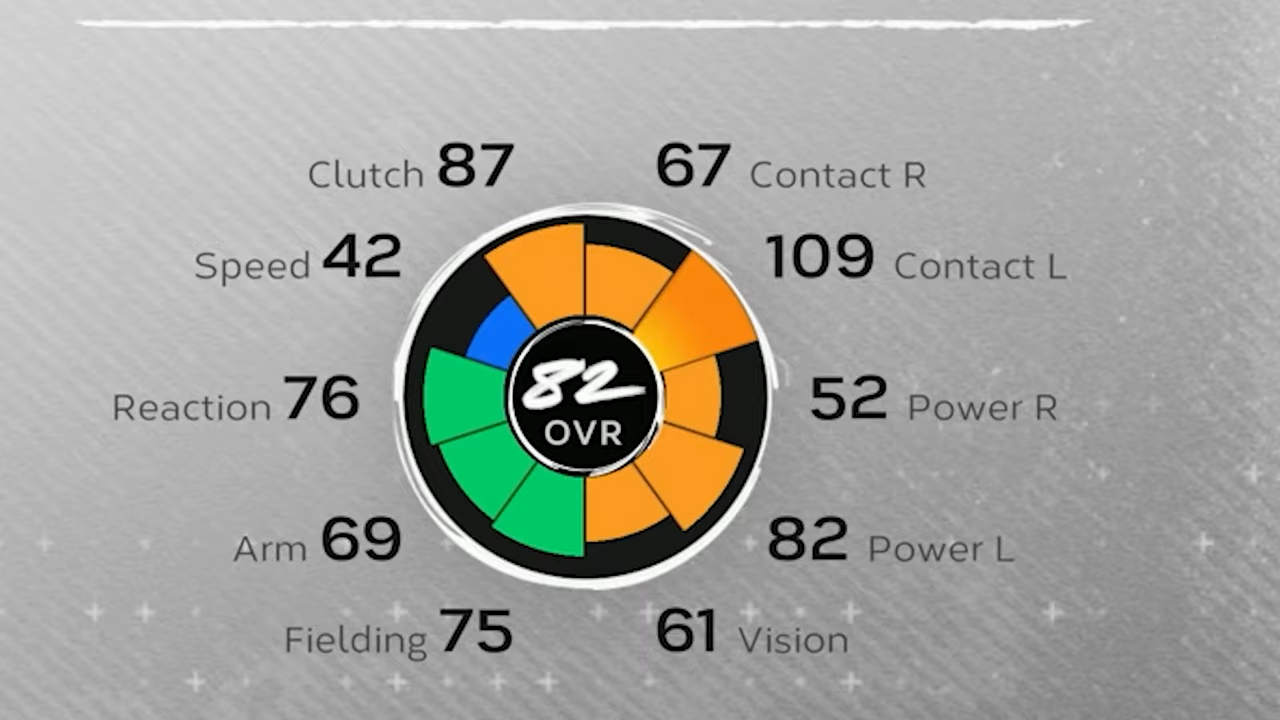 Clutch 87
67 Contact R
Speed 42
109 Contact L
Reaction 76
82
OVR
52 Power R
Arm 69
82 Power L
Fielding 75
61 Vision